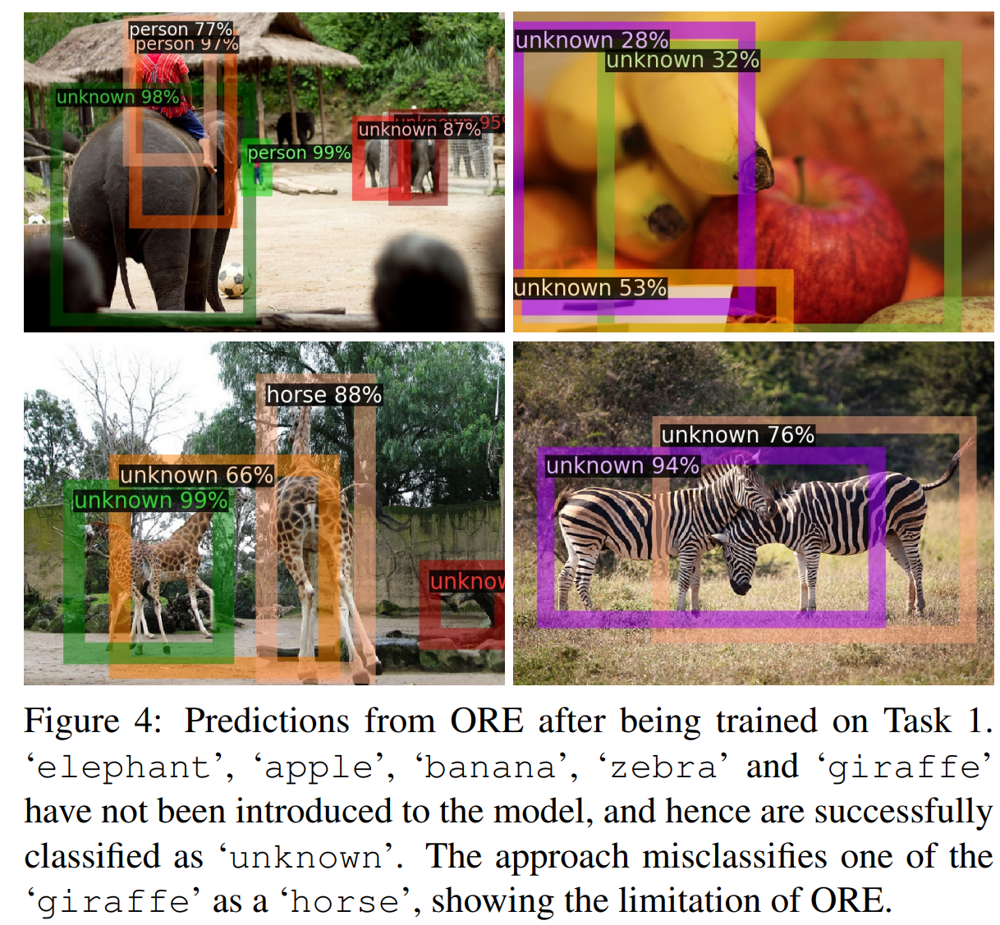 person 77%
person 97%
unknown 98%
unknown 95%
unknown 87%
person 99%
unknown 28%
unknown 32%
unknown 53%
horse 88%
unknown 66%
unknown 99%
unknow
unknown 76%
unknown 94%
Figure 4: Predictions from ORE after being trained on Task 1.
‘elephant’, ‘apple’, ‘banana’, ‘zebra’ and ‘giraffe’
have not been introduced to the model, and hence are successfully
classified as ‘unknown’. The approach misclassifies one of the
‘giraffe’ as a ‘horse’, showing the limitation of ORE.